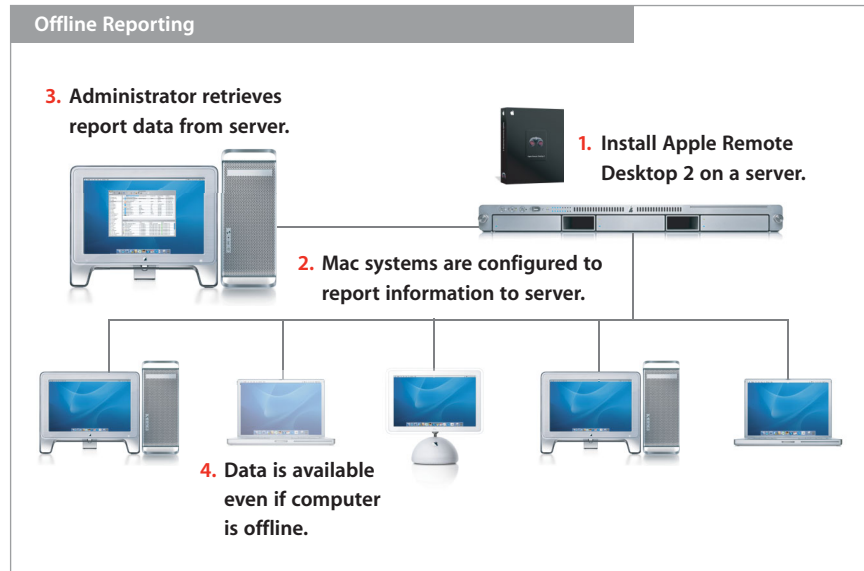 Offline Reporting
3. Administrator retrieves
report data from server.
1. Install Apple Remote
Desktop 2 on a server.
2. Mac systems are configured to
report information to server.
4. Data is available
even if computer
is offline.